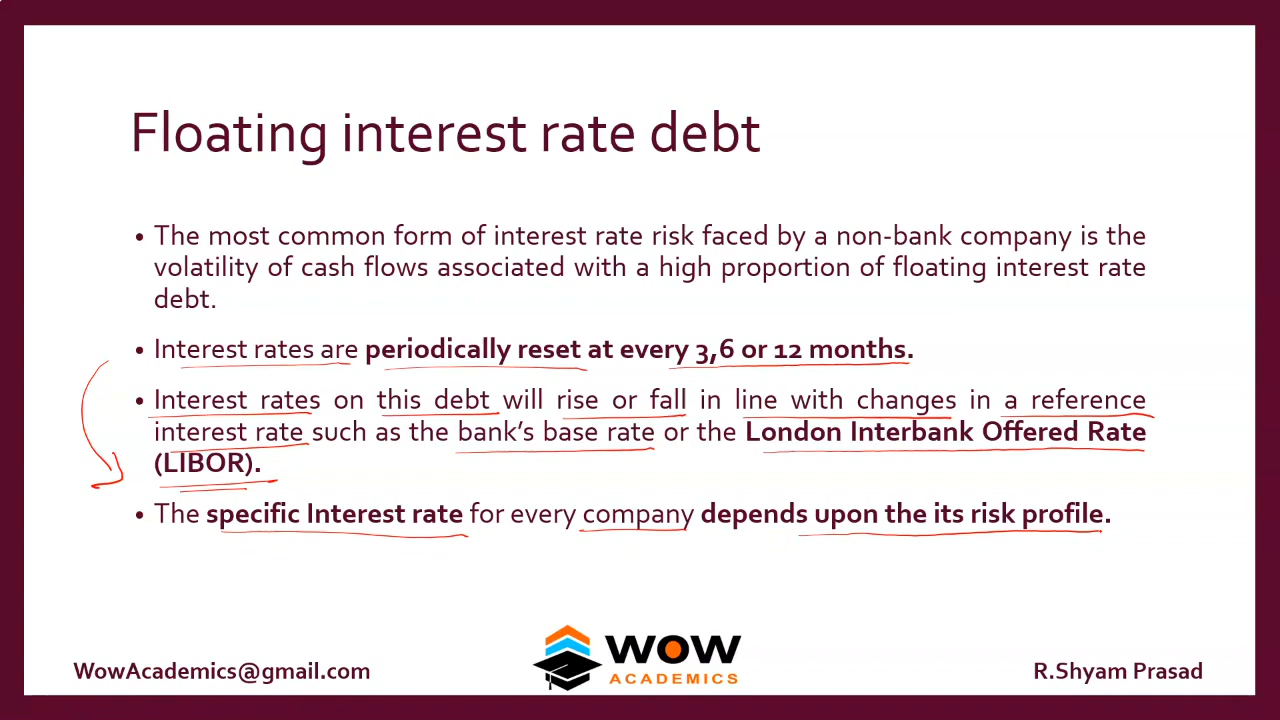 Floating interest rate debt
• The most common form of interest rate risk faced by a non-bank company is the
volatility of cash flows associated with a high proportion of floating interest rate
debt.
• Interest rates are periodically reset at every 3,6 or 12 months.
• Interest rates on this debt will rise or fall in line with changes in a reference
interest rate such as the bank's base rate or the London Interbank Offered Rate
(LIBOR).
• The specific Interest rate for every company depends upon the its risk profile.
WOW
ACADEMICS
WowAcademics@gmail.com
R.Shyam Prasad